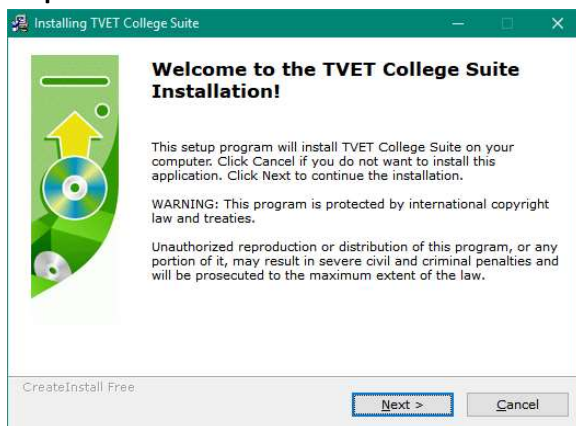 Installing TVET College Suite
Welcome to the TVET College Suite
Installation!
This setup program will install TVET College Suite on your
computer. Click Cancel if you do not want to install this
application. Click Next to continue the installation.
WARNING: This program is protected by international copyright
law and treaties.
Unauthorized reproduction or distribution of this program, or any
portion of it, may result in severe civil and criminal penalties and
will be prosecuted to the maximum extent of the law.
CreateInstall Free
Next >
Cancel